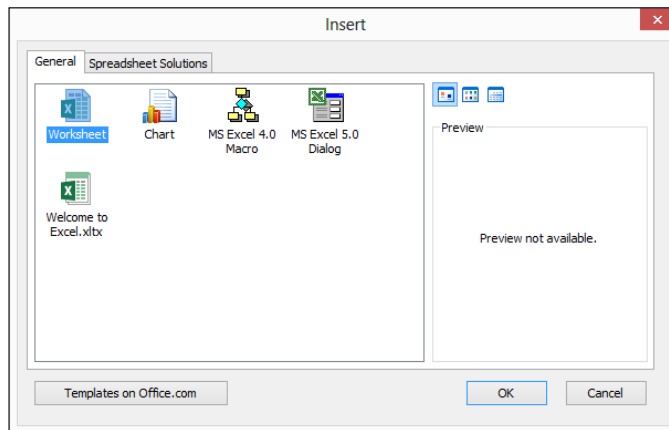 Insert
General
Spreadsheet Solutions
Worksheet
Chart
MS Excel 4.0
Macro
MS Excel 5.0
Dialog
Welcome to
Excel.xltx
Preview
Preview not available.
Templates on Office.com
OK
Cancel